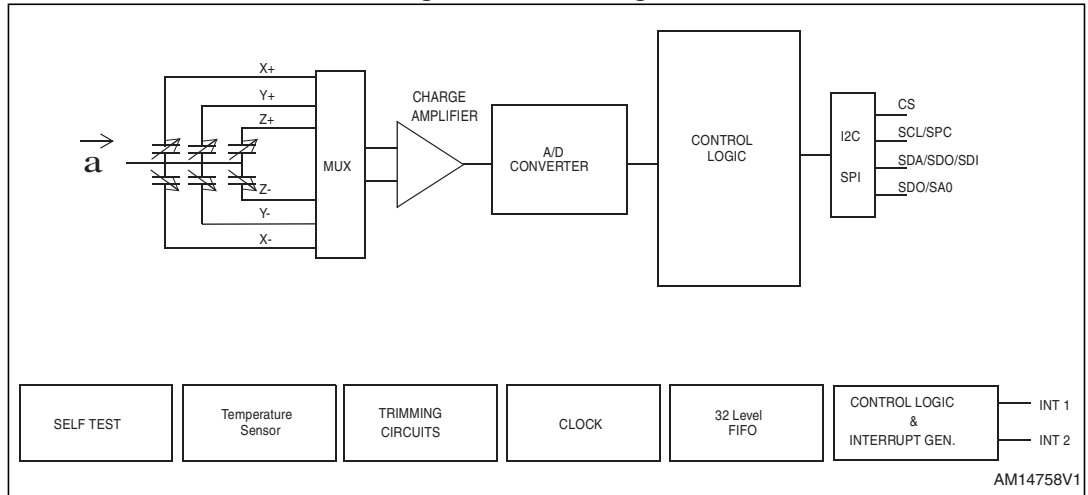 X+
Y+
Z+
a
Z-
Y-
X-
MUX
CHARGE
AMPLIFIER
A/D
CONVERTER
CONTROL
LOGIC
I2C
SPI
CS
SCL/SPC
SDA/SDO/SDI
SDO/SA0
SELF TEST
Temperature
Sensor
TRIMMING
CIRCUITS
CLOCK
32 Level
FIFO
CONTROL LOGIC
&
INTERRUPT GEN.
INT 1
INT 2
AM14758V1